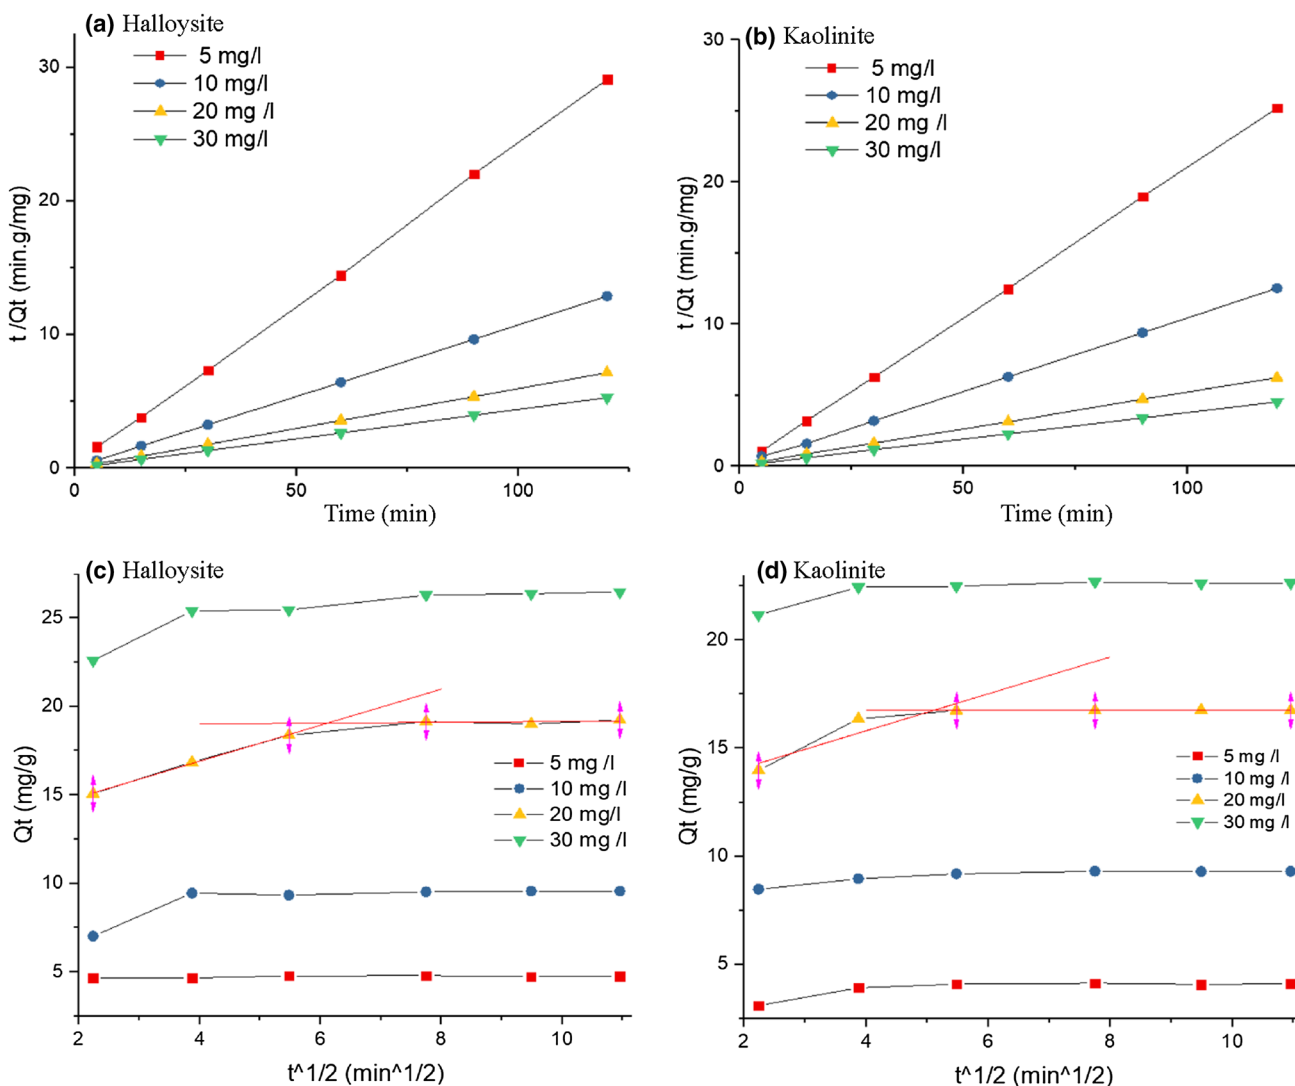 (a) Halloysite
5 mg/l
10 mg/l
20 mg /l
30 mg/l
30
20
10
0
t /Qt (min.g/mg)
0 50 100
Time (min)
(b) Kaolinite
5 mg/l
10 mg/l
20 mg /l
30 mg/l
30
20
10
0
t/Qt (min.g/mg)
0 50 100
Time (min)
(c) Halloysite
25
20
15
10
5
Qt (mg/g)
5 mg /l
10 mg /l
20 mg/l
30 mg /l
2 4 6 8 10
t^1/2 (min^1/2)
(d) Kaolinite
20
15
10
5
Qt (mg/g)
5 mg /l
10 mg /l
20 mg/l
30 mg /l
2 4 6 8 10
t^1/2 (min^1/2)